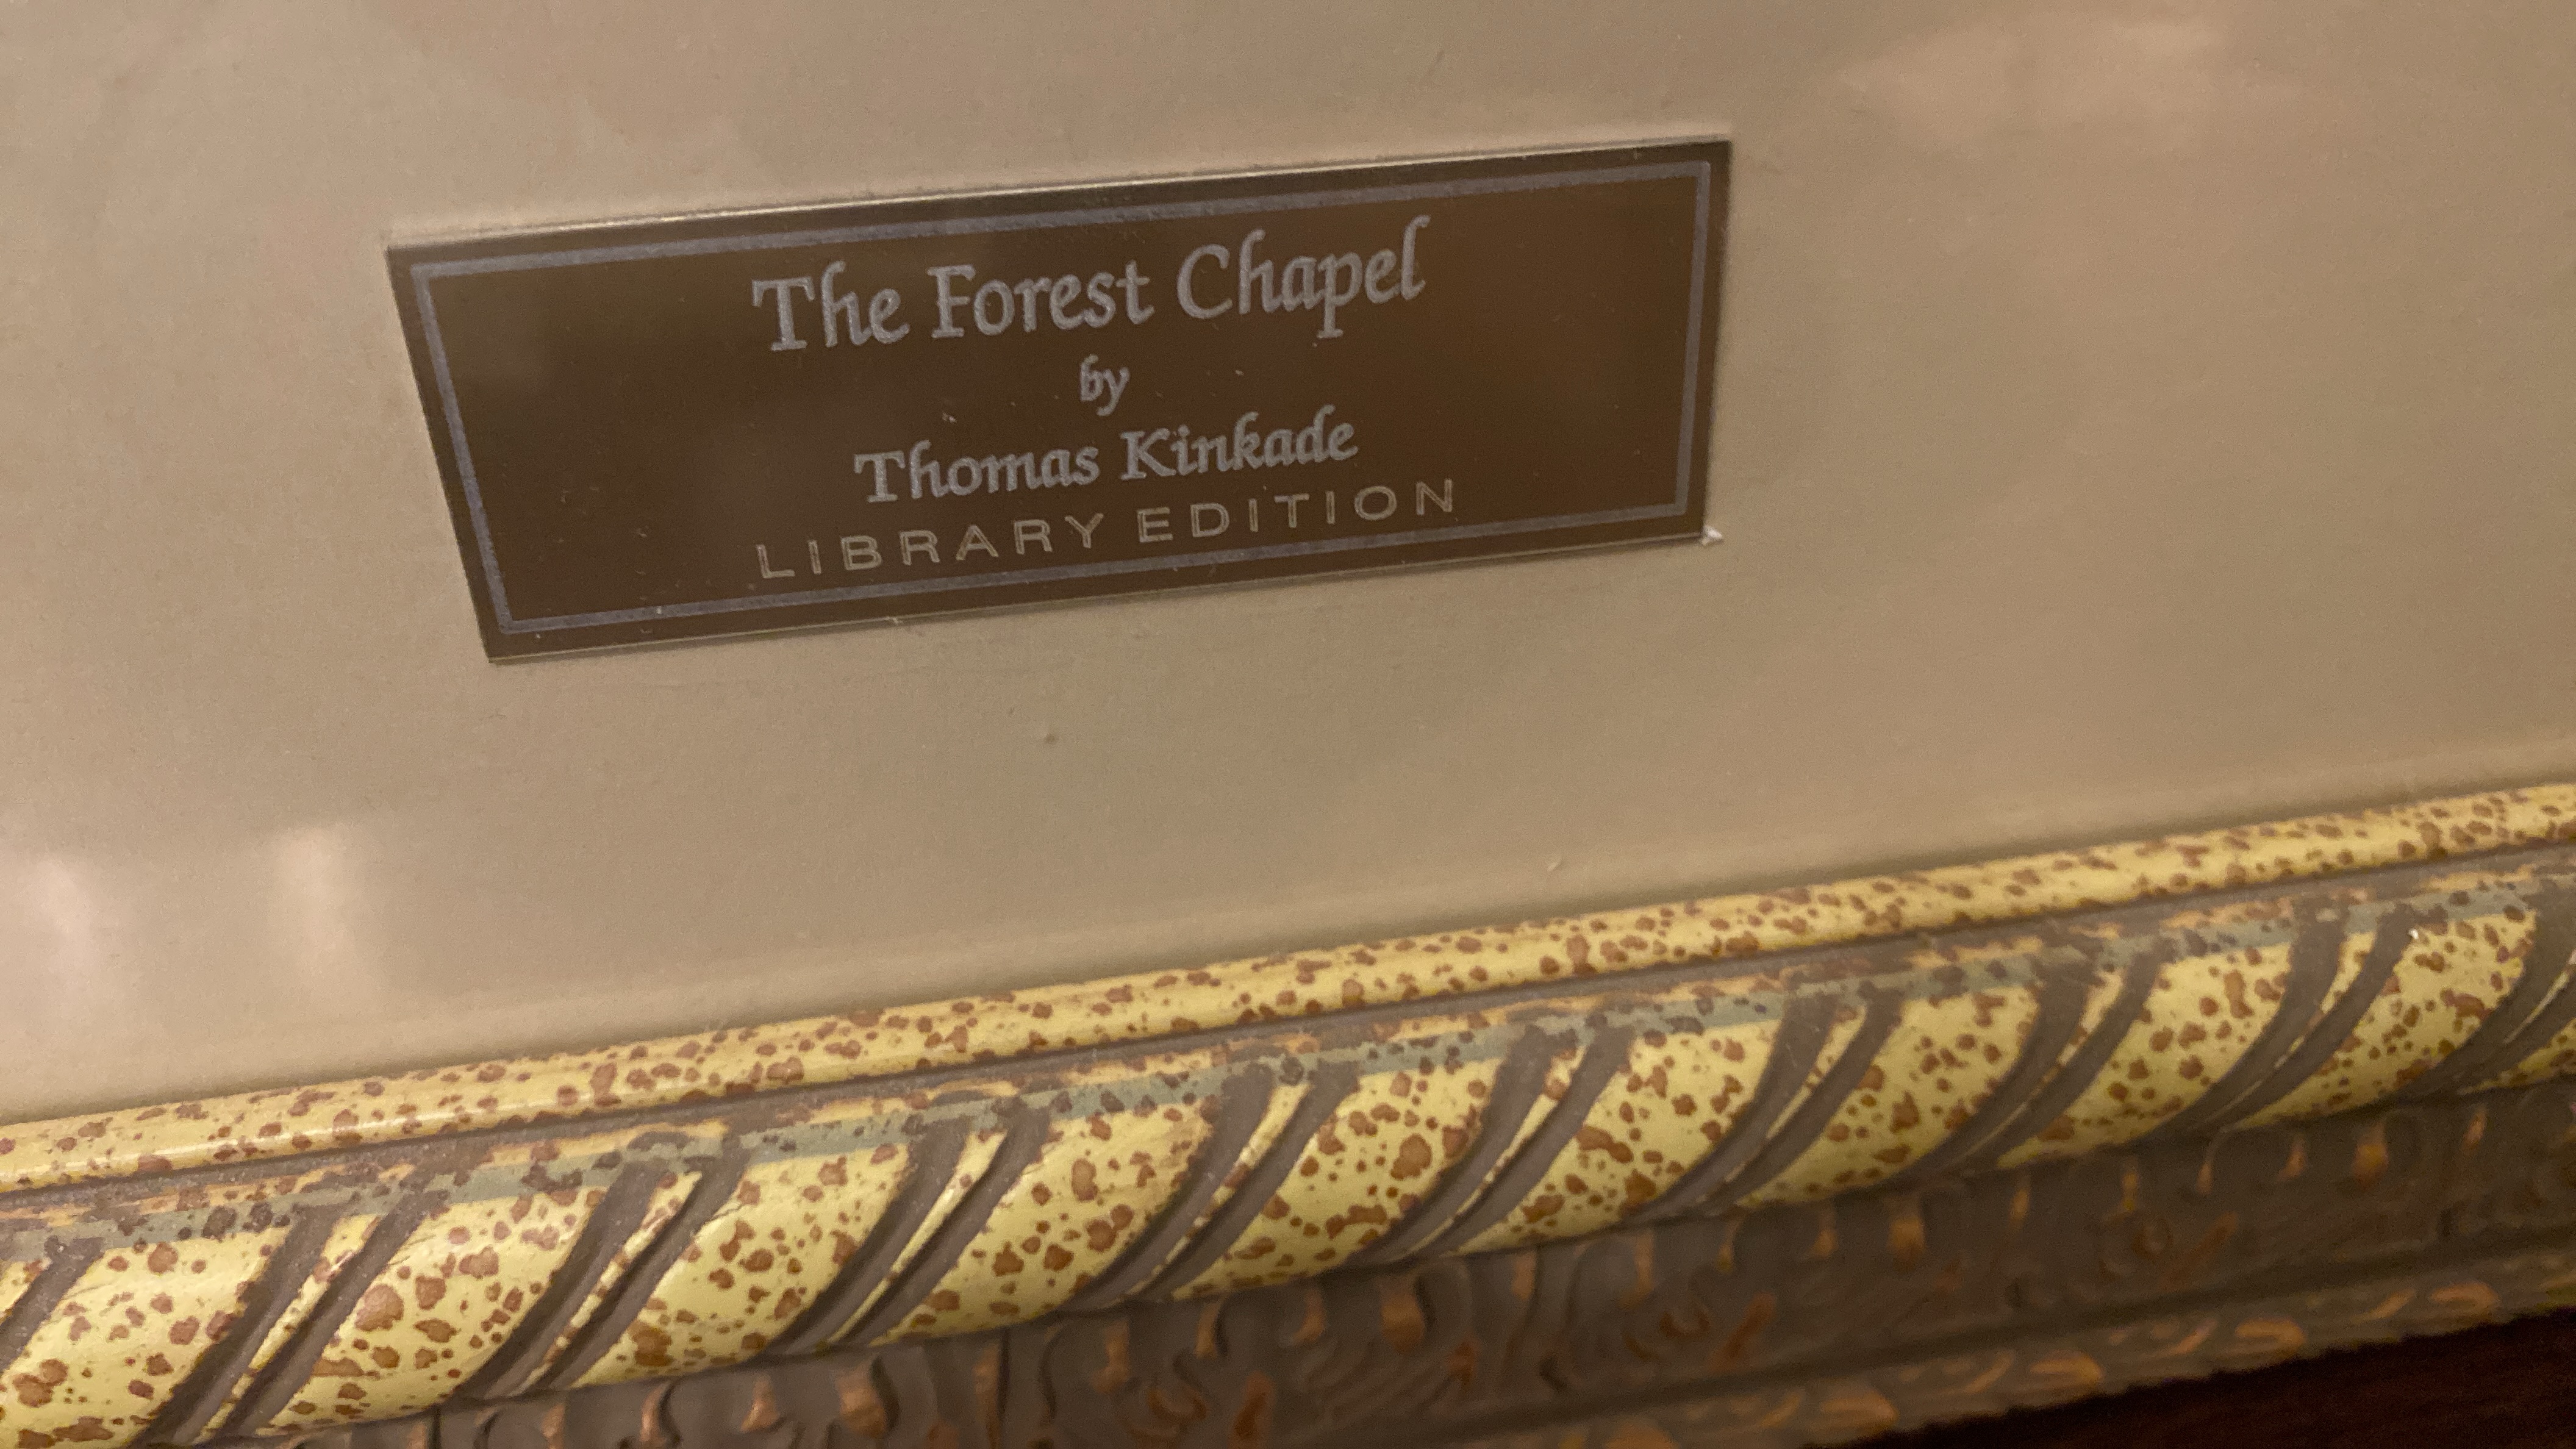 The Forest Chapel
by
Thomas Kinkade
LIBRARY EDITION